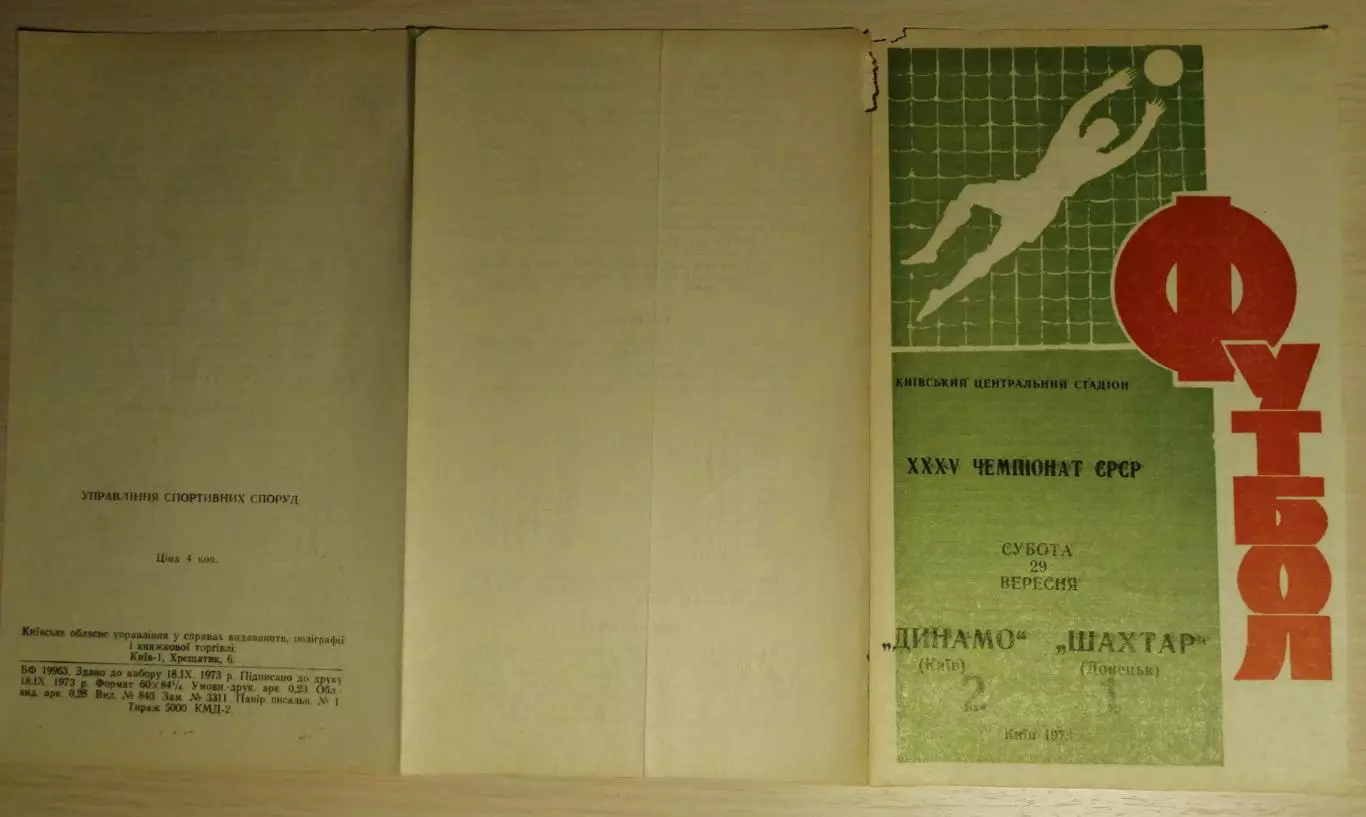 УПРАВЛІННЯ СПОРТИВНИХ СПОРУД
Ціна 4 коп.
Київське обласне управління у справах видавництв, поліграфії
і книжкової торгівлі.
Київ-1, Хрещатик, 6.
БФ 19963. Здано до набору 18.IX. 1973 р. Підписано до друку
18.IX. 1973 р. Формат 60×84¹/₄ Умовн.-друк. арк. 0,23 Обл.-
вид. арк. 0,28 Вид. № 840 Зам. № 3311 Папір писальн. № 1
Тираж 5000 КМД-2.
ФУТБОЛ
КИЇВСЬКИЙ ЦЕНТРАЛЬНИЙ СТАДІОН
XXXV ЧЕМПІОНАТ СРСР
СУБОТА
29
ВЕРЕСНЯ
„ДИНАМО“ „ШАХТАР“
(Київ) (Донецьк)
2 1
Київ 1973